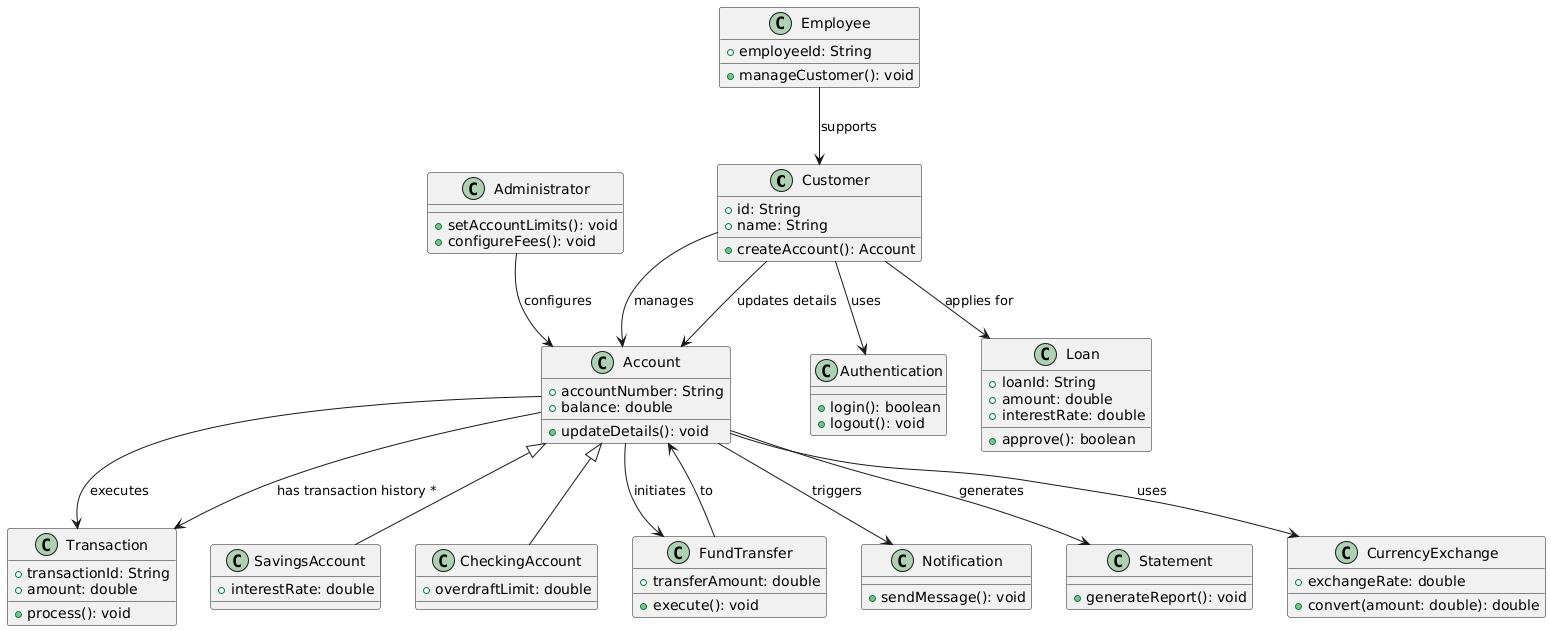 C Employee
employeeId: String
manageCustomer(): void
supports
C Administrator
setAccountLimits(): void
configureFees(): void
C Customer
id: String
name: String
createAccount(): Account
configures
manages
updates details
uses
applies for
C Account
accountNumber: String
balance: double
updateDetails(): void
C Authentication
login(): boolean
logout(): void
C Loan
loanId: String
amount: double
interestRate: double
approve(): boolean
executes
has transaction history *
initiates
to
triggers
generates
uses
C Transaction
transactionId: String
amount: double
process(): void
C SavingsAccount
interestRate: double
C CheckingAccount
overdraftLimit: double
C FundTransfer
transferAmount: double
execute(): void
C Notification
sendMessage(): void
C Statement
generateReport(): void
C CurrencyExchange
exchangeRate: double
convert(amount: double): double